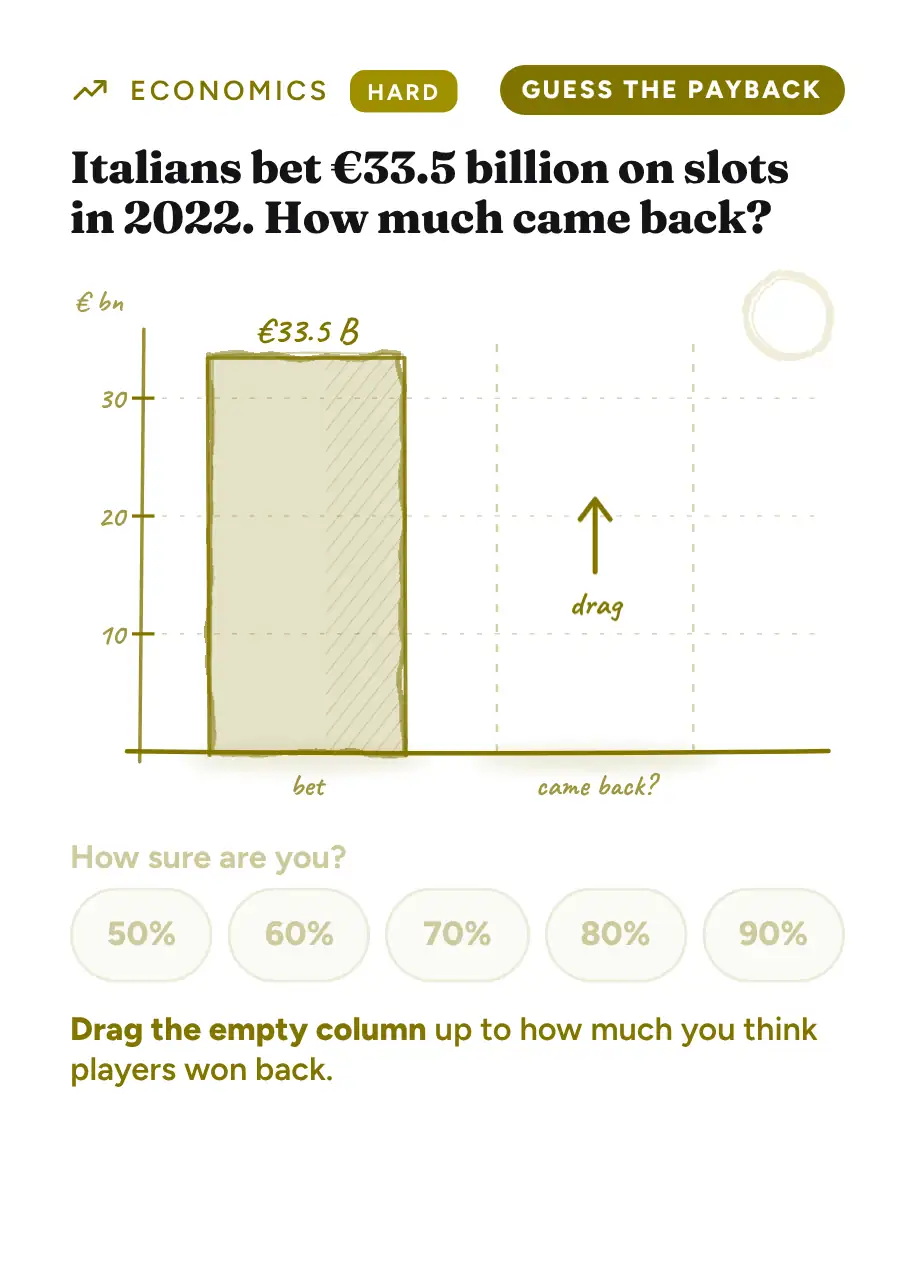 ECONOMICS HARD GUESS THE PAYBACK
Italians bet €33.5 billion on slots
in 2022. How much came back?
€ bn
€33.5 B
30
20
drag
10
bet came back?
How sure are you?
50% 60% 70% 80% 90%
Drag the empty column up to how much you think
players won back.